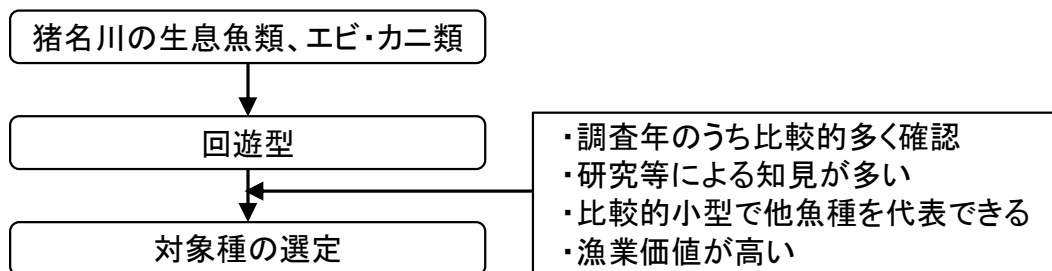 猪名川の生息魚類、エビ・カニ類
回遊型
対象種の選定
・調査年のうち比較的多く確認
・研究等による知見が多い
・比較的小型で他魚種を代表できる
・漁業価値が高い